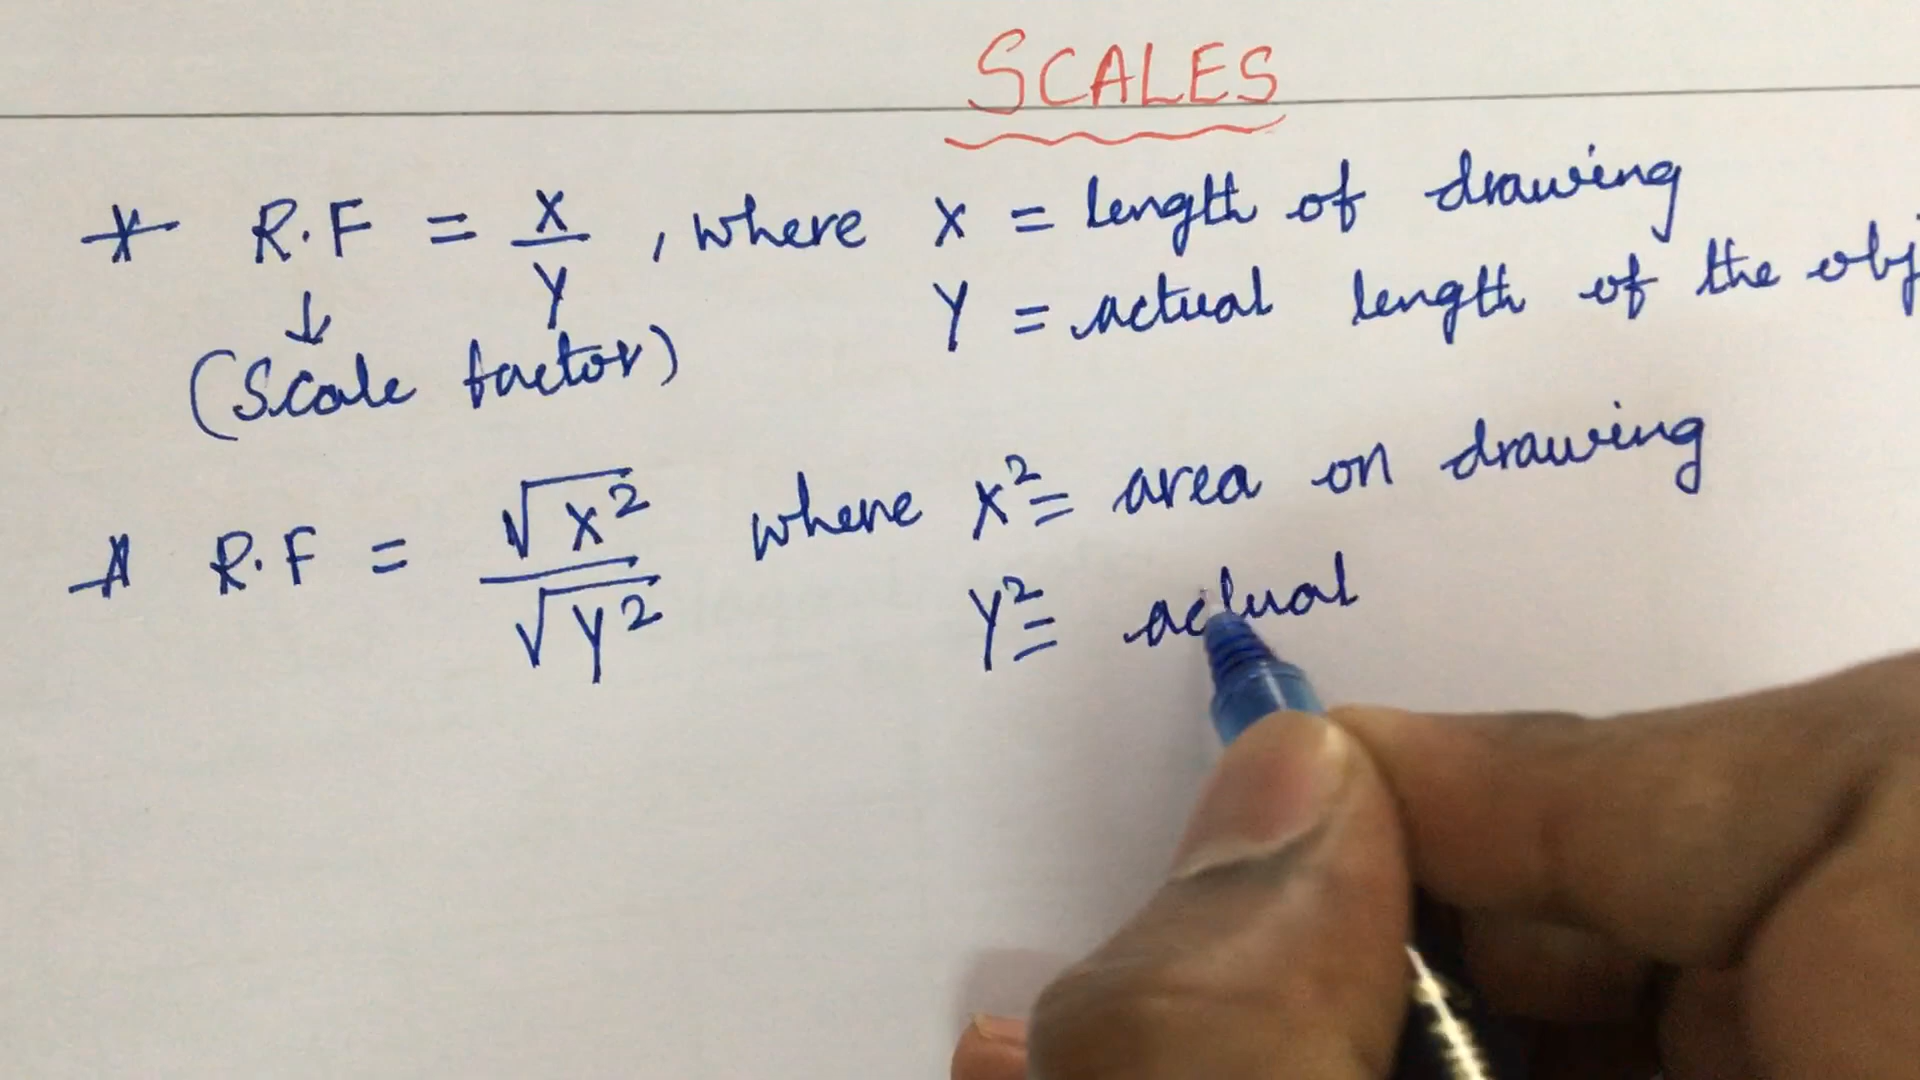 SCALES
* R.F = X/Y , where X = length of drawing
Y = actual length of the obj
↓
(Scale factor)
* R.F = √X² / √Y² where X² = area on drawing
Y² = actual